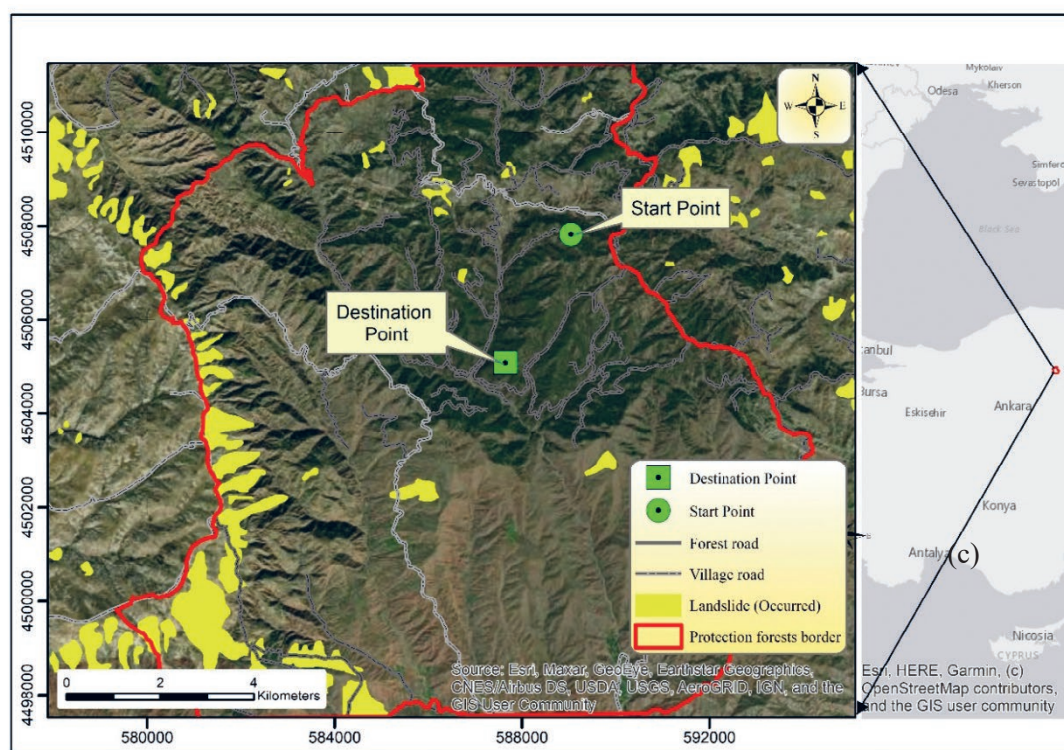 N
W E
S
Start Point
Destination
Point
4510000
4508000
4506000
4504000
4502000
4500000
4498000
580000
584000
588000
592000
Destination Point
Start Point
Forest road
Village road
Landslide (Occurred)
Protection forests border
0 2 4
Kilometers
Source: Esri, Maxar, GeoEye, Earthstar Geographics,
CNES/Airbus DS, USDA, USGS, AeroGRID, IGN, and the
GIS User Community
Mykolaiv
Odesa
Kherson
Simfero
Sevastopol
Black Sea
anbul
Bursa
Eskisehir
Ankara
Konya
Antalya
(c)
Nicosia
CYPRUS
Esri, HERE, Garmin, (c)
OpenStreetMap contributors,
and the GIS user community